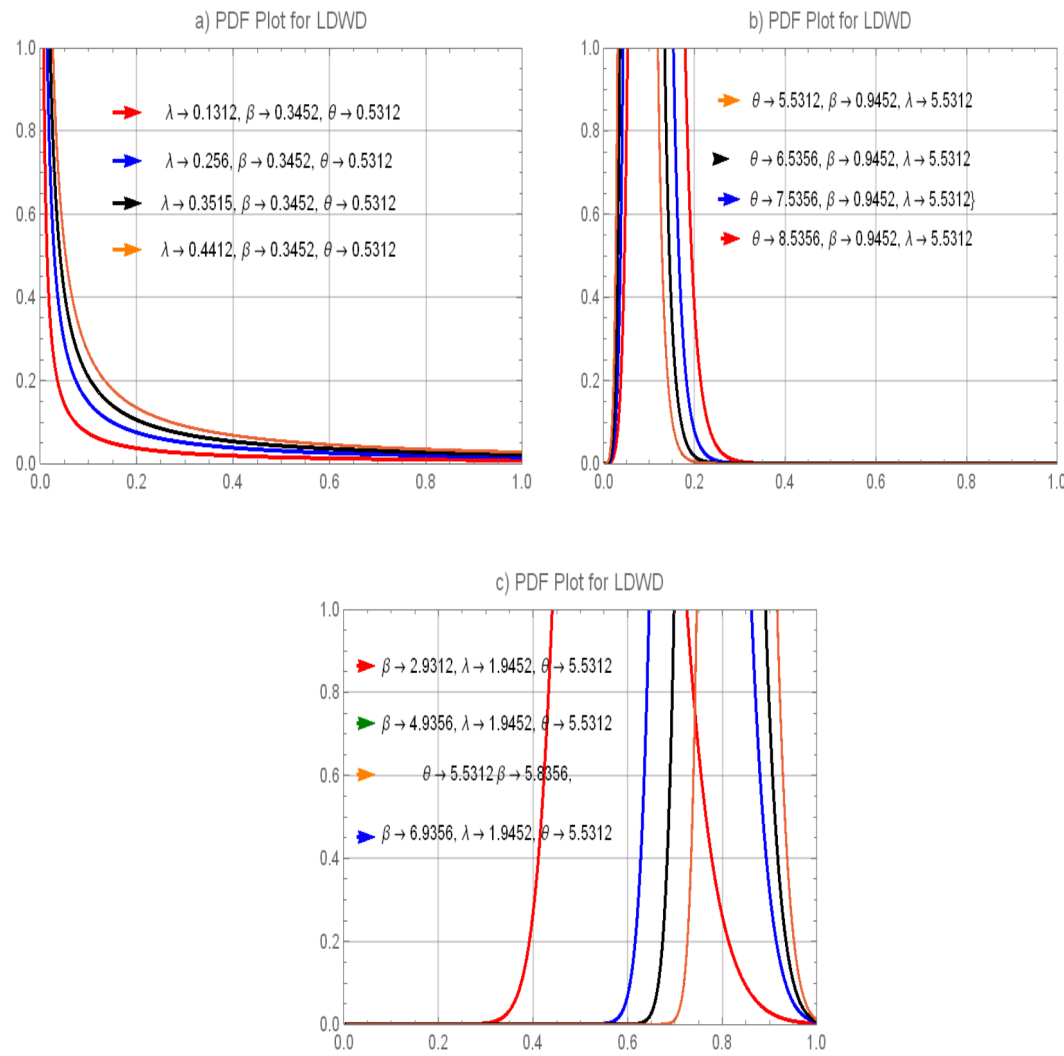 a) PDF Plot for LDWD
1.0
0.8
0.6
0.4
0.2
0.0
λ → 0.1312, β → 0.3452, θ → 0.5312
λ → 0.256, β → 0.3452, θ → 0.5312
λ → 0.3515, β → 0.3452, θ → 0.5312
λ → 0.4412, β → 0.3452, θ → 0.5312
0.0 0.2 0.4 0.6 0.8 1.0
b) PDF Plot for LDWD
1.0
0.8
0.6
0.4
0.2
0.0
θ → 5.5312, β → 0.9452, λ → 5.5312
θ → 6.5356, β → 0.9452, λ → 5.5312
θ → 7.5356, β → 0.9452, λ → 5.5312}
θ → 8.5356, β → 0.9452, λ → 5.5312
0.0 0.2 0.4 0.6 0.8 1.0
c) PDF Plot for LDWD
1.0
0.8
0.6
0.4
0.2
0.0
β → 2.9312, λ → 1.9452, θ → 5.5312
β → 4.9356, λ → 1.9452, θ → 5.5312
θ → 5.5312 β → 5.8356,
β → 6.9356, λ → 1.9452, θ → 5.5312
0.0 0.2 0.4 0.6 0.8 1.0